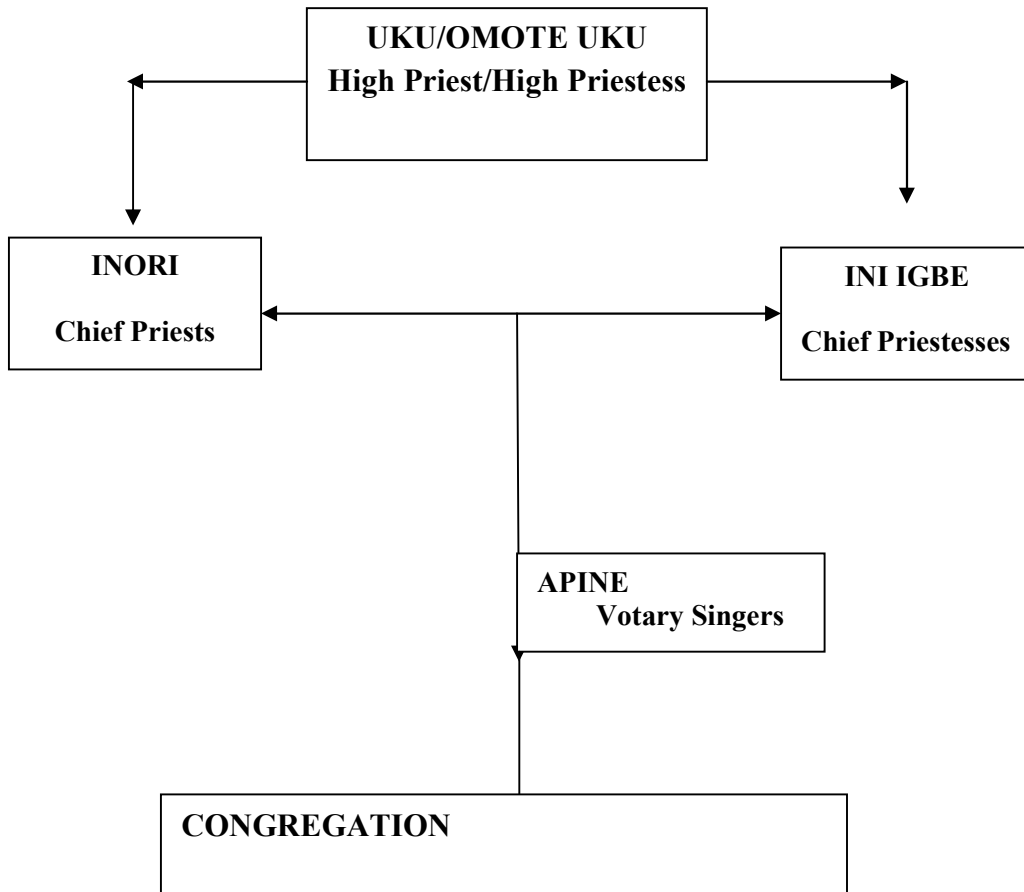 UKU/OMOTE UKU
High Priest/High Priestess
INORI
Chief Priests
INI IGBE
Chief Priestesses
APINE
Votary Singers
CONGREGATION